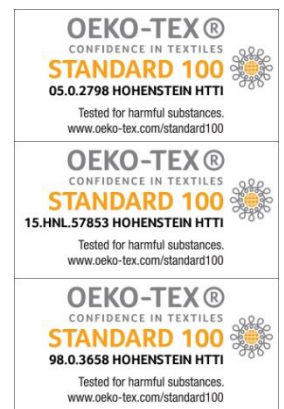 OEKO-TEX®
CONFIDENCE IN TEXTILES
STANDARD 100
05.0.2798 HOHENSTEIN HTTI
Tested for harmful substances.
www.oeko-tex.com/standard100
OEKO-TEX®
CONFIDENCE IN TEXTILES
STANDARD 100
15.HNL.57853 HOHENSTEIN HTTI
Tested for harmful substances.
www.oeko-tex.com/standard100
OEKO-TEX®
CONFIDENCE IN TEXTILES
STANDARD 100
98.0.3658 HOHENSTEIN HTTI
Tested for harmful substances.
www.oeko-tex.com/standard100